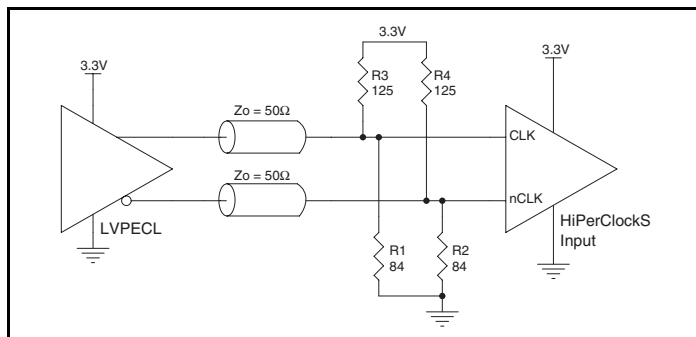 3.3V
3.3V
3.3V
R3
125
R4
125
Zo = 50Ω
CLK
Zo = 50Ω
nCLK
LVPECL
HiPerClockS
Input
R1
84
R2
84